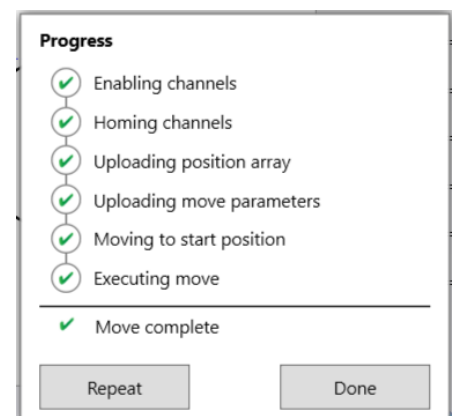 Progress
Enabling channels
Homing channels
Uploading position array
Uploading move parameters
Moving to start position
Executing move
Move complete
Repeat
Done